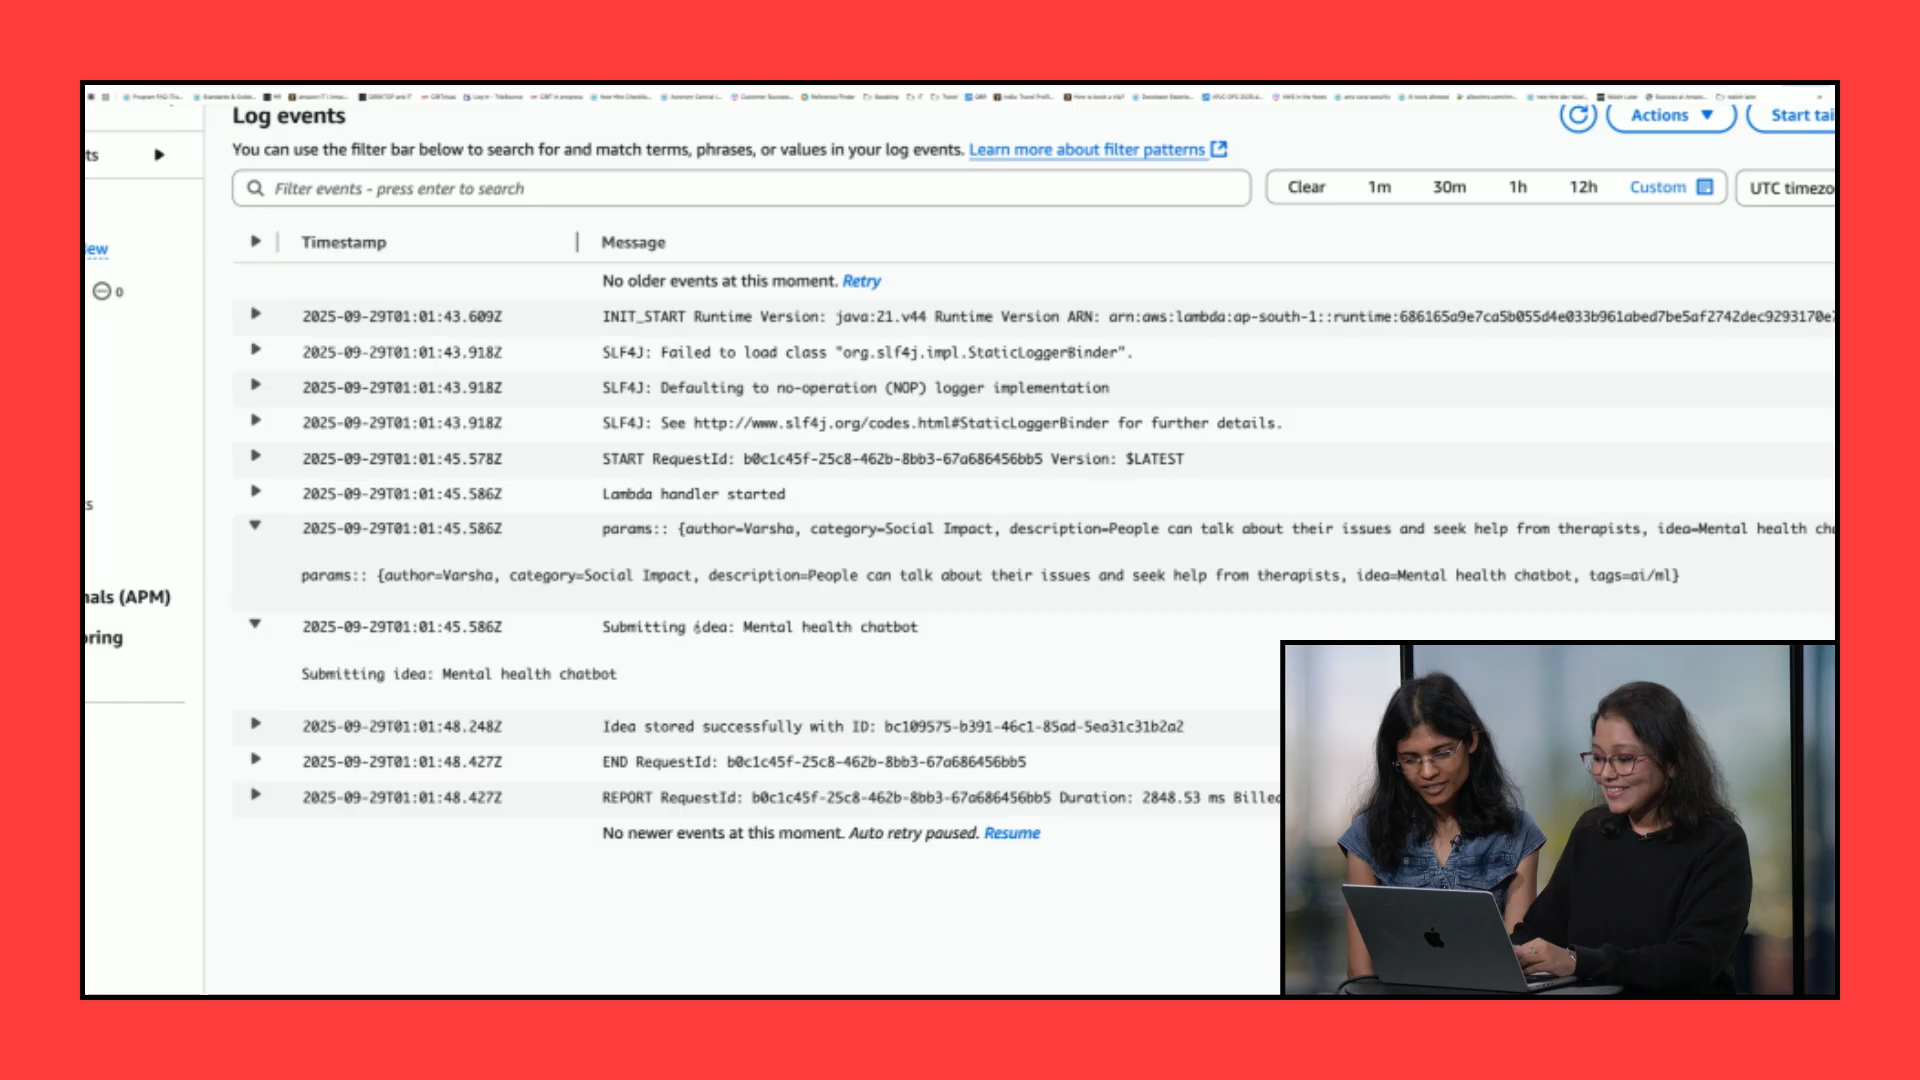 Log events
Actions
Start tai
You can use the filter bar below to search for and match terms, phrases, or values in your log events. Learn more about filter patterns
Filter events - press enter to search
Clear 1m 30m 1h 12h Custom
UTC timezo
Timestamp Message
No older events at this moment. Retry
2025-09-29T01:01:43.609Z INIT_START Runtime Version: java:21.v44 Runtime Version ARN: arn:aws:lambda:ap-south-1::runtime:686165a9e7ca5b055d4e033b961abed7be5af2742dec9293170e
2025-09-29T01:01:43.918Z SLF4J: Failed to load class "org.slf4j.impl.StaticLoggerBinder".
2025-09-29T01:01:43.918Z SLF4J: Defaulting to no-operation (NOP) logger implementation
2025-09-29T01:01:43.918Z SLF4J: See http://www.slf4j.org/codes.html#StaticLoggerBinder for further details.
2025-09-29T01:01:45.578Z START RequestId: b0c1c45f-25c8-462b-8bb3-67a686456bb5 Version: $LATEST
2025-09-29T01:01:45.586Z Lambda handler started
2025-09-29T01:01:45.586Z params:: {author=Varsha, category=Social Impact, description=People can talk about their issues and seek help from therapists, idea=Mental health cha
params:: {author=Varsha, category=Social Impact, description=People can talk about their issues and seek help from therapists, idea=Mental health chatbot, tags=ai/ml}
2025-09-29T01:01:45.586Z Submitting idea: Mental health chatbot
Submitting idea: Mental health chatbot
2025-09-29T01:01:48.248Z Idea stored successfully with ID: bc109575-b391-46c1-85ad-5ea31c31b2a2
2025-09-29T01:01:48.427Z END RequestId: b0c1c45f-25c8-462b-8bb3-67a686456bb5
2025-09-29T01:01:48.427Z REPORT RequestId: b0c1c45f-25c8-462b-8bb3-67a686456bb5 Duration: 2848.53 ms Billed
No newer events at this moment. Auto retry paused. Resume
ts
iew
0
ts
nals (APM)
oring